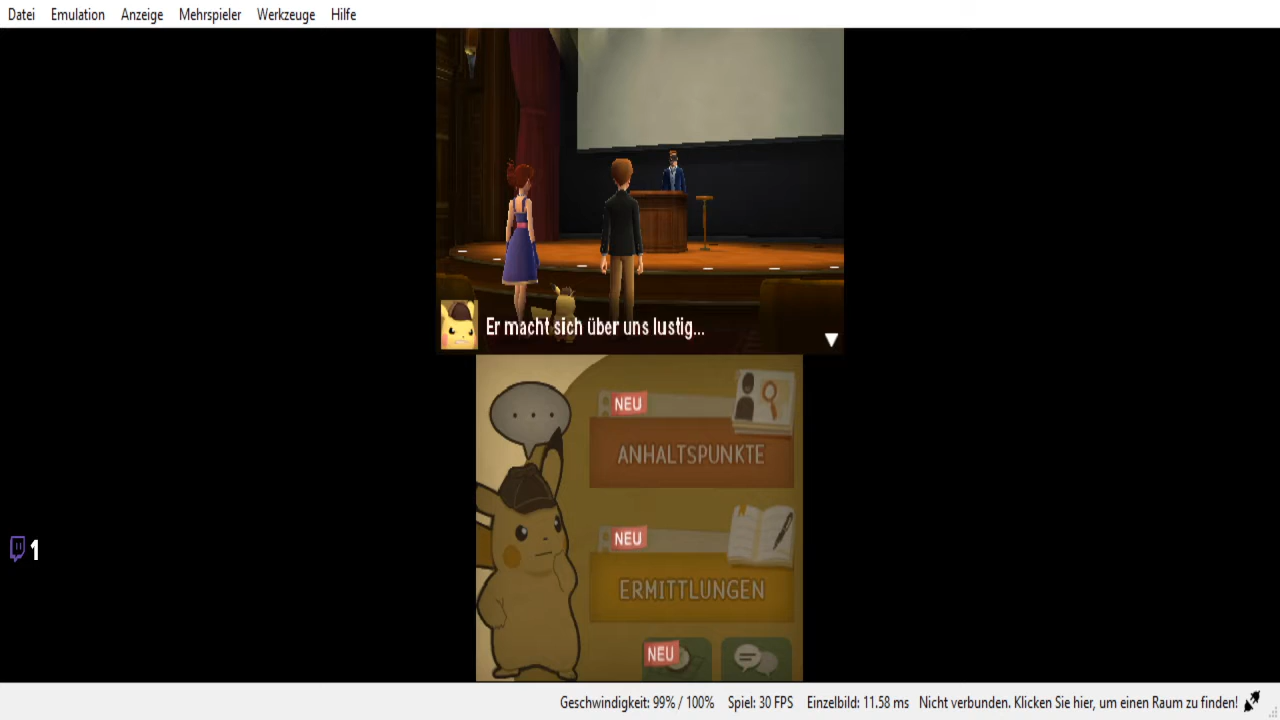 Datei Emulation Anzeige Mehrspieler Werkzeuge Hilfe
Er macht sich über uns lustig...
NEU
ANHALTSPUNKTE
NEU
ERMITTLUNGEN
NEU
1
Geschwindigkeit: 99% / 100% Spiel: 30 FPS Einzelbild: 11.58 ms Nicht verbunden. Klicken Sie hier, um einen Raum zu finden!